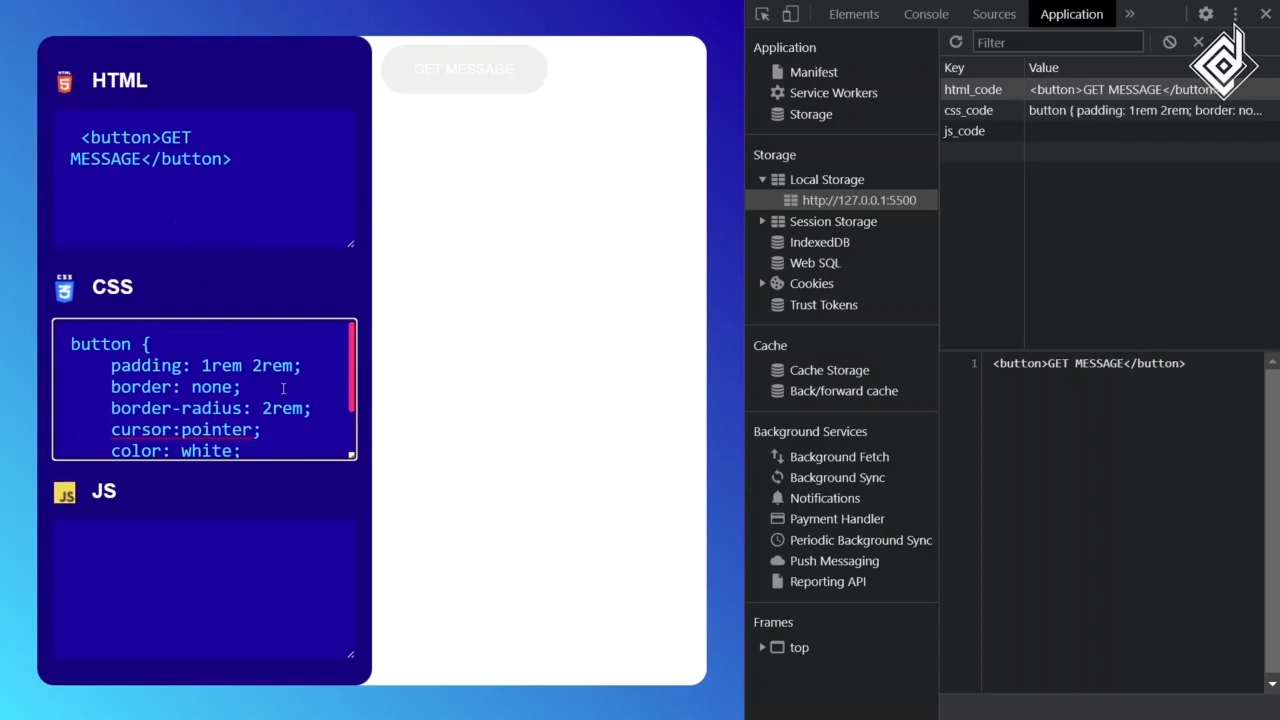 HTML
<button>GET
MESSAGE</button>
CSS
button {
padding: 1rem 2rem;
border: none;
border-radius: 2rem;
cursor:pointer;
color: white;
JS
GET MESSAGE
Elements Console Sources Application »
Application
Manifest
Service Workers
Storage
Storage
Local Storage
http://127.0.0.1:5500
Session Storage
IndexedDB
Web SQL
Cookies
Trust Tokens
Cache
Cache Storage
Back/forward cache
Background Services
Background Fetch
Background Sync
Notifications
Payment Handler
Periodic Background Sync
Push Messaging
Reporting API
Frames
top
Filter
Key Value
html_code <button>GET MESSAGE</button>
css_code button { padding: 1rem 2rem; border: no...
js_code
1 <button>GET MESSAGE</button>